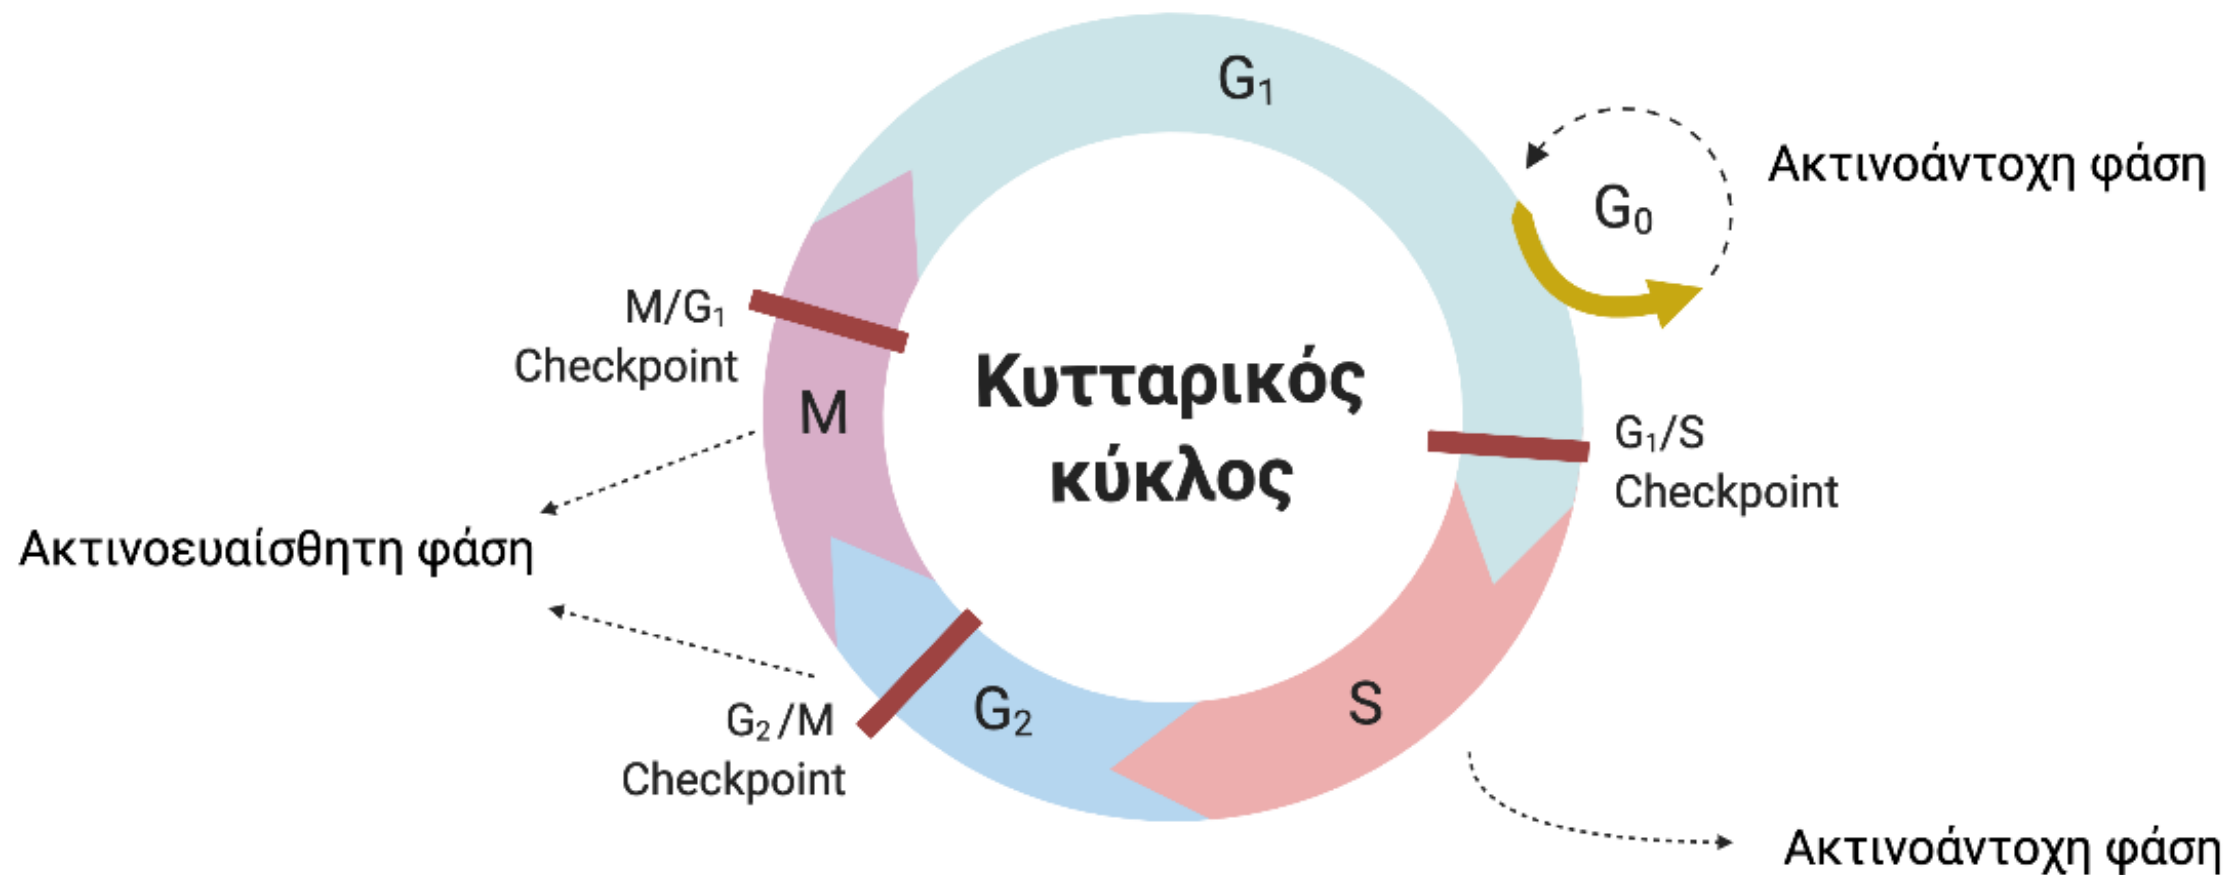 G₁
Ακτινοάντοχη φάση
G₀
M/G₁
Checkpoint
Κυτταρικός
κύκλος
M
G₁/S
Checkpoint
Ακτινοευαίσθητη φάση
G₂/M
Checkpoint
G₂
S
Ακτινοάντοχη φάση